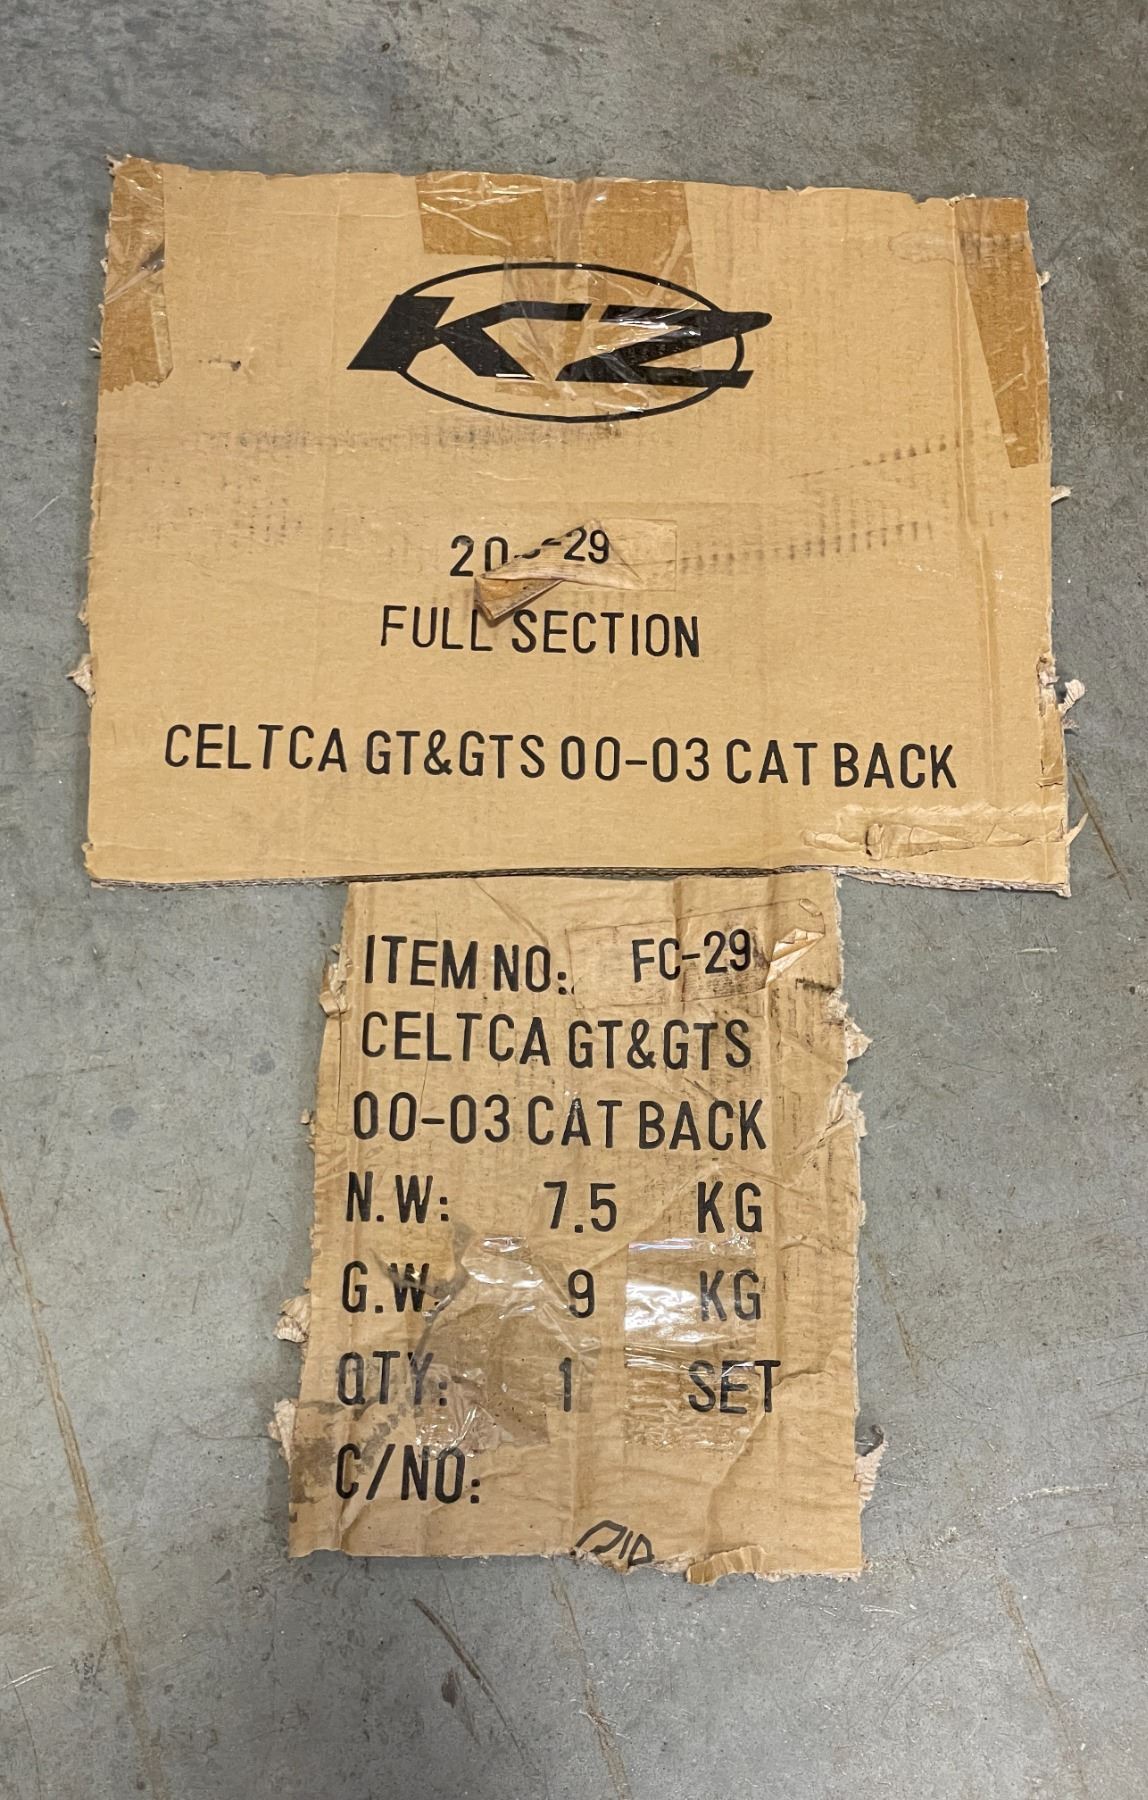 KZ
FULL SECTION
CELTCA GT&GTS 00-03 CAT BACK
ITEM NO: FC-29
CELTCA GT&GTS
00-03 CAT BACK
N.W: 7.5 KG
G.W: 9 KG
QTY: 1 SET
C/NO: